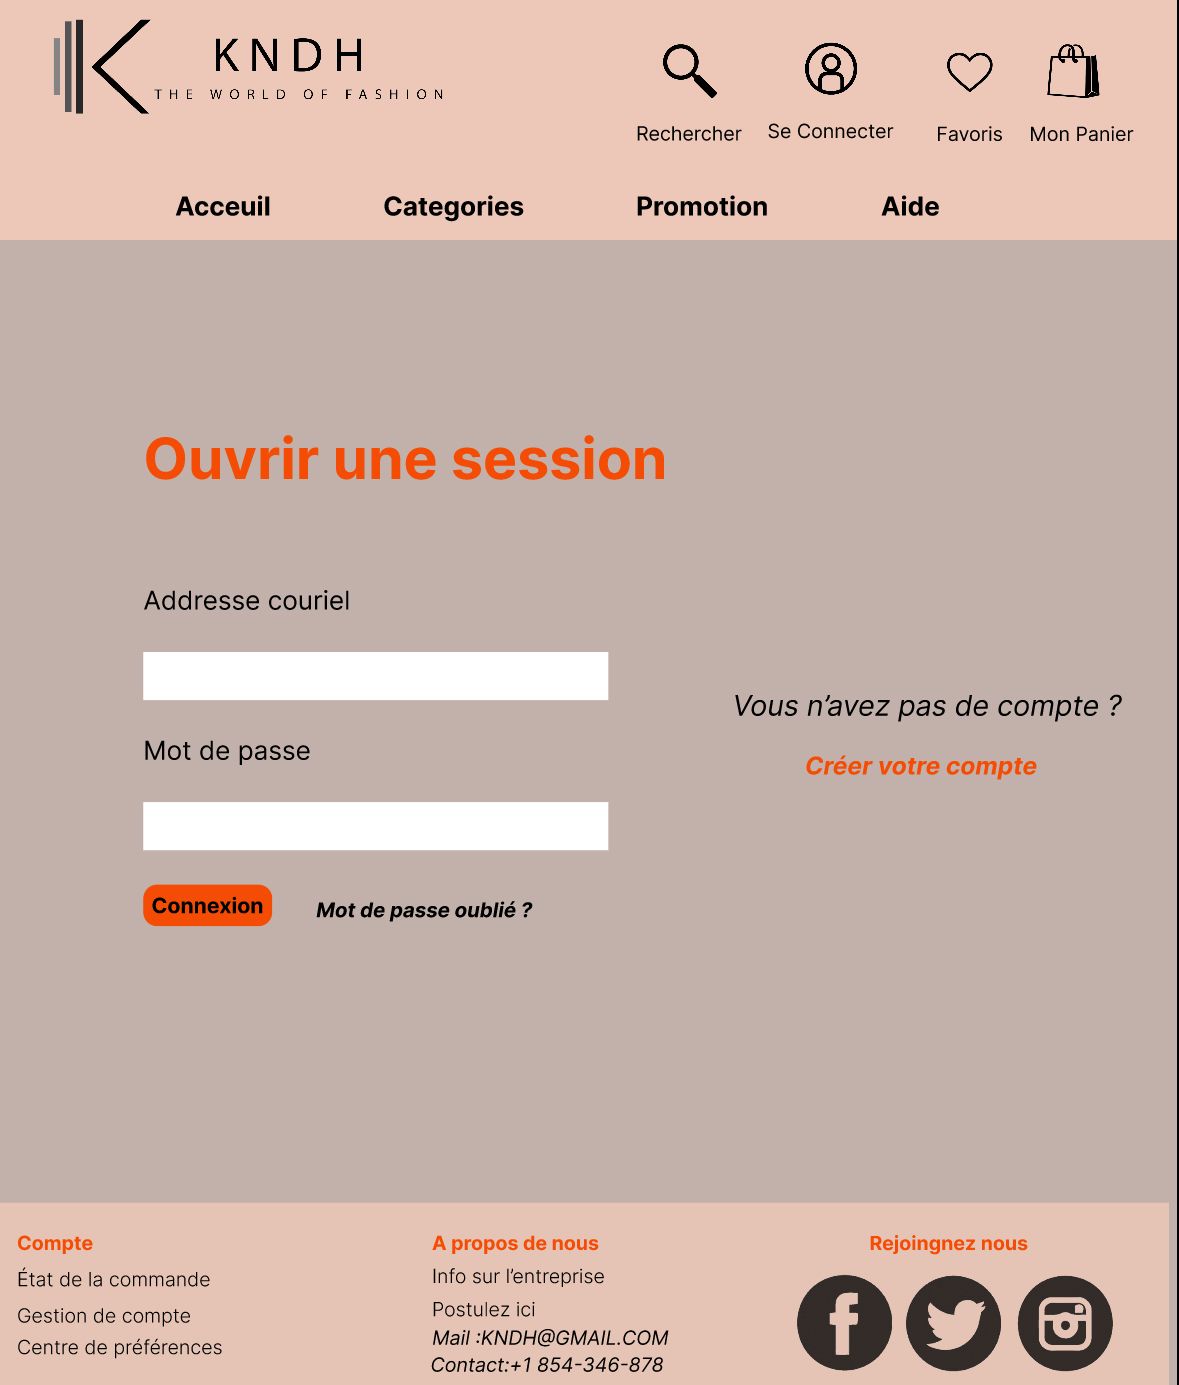 KNDH
THE WORLD OF FASHION
Rechercher
Se Connecter
Favoris
Mon Panier
Acceuil
Categories
Promotion
Aide
Ouvrir une session
Addresse couriel
Mot de passe
Vous n’avez pas de compte ?
Créer votre compte
Connexion
Mot de passe oublié ?
Compte
État de la commande
Gestion de compte
Centre de préférences
A propos de nous
Info sur l’entreprise
Postulez ici
Mail :KNDH@GMAIL.COM
Contact:+1 854-346-878
Rejoingnez nous